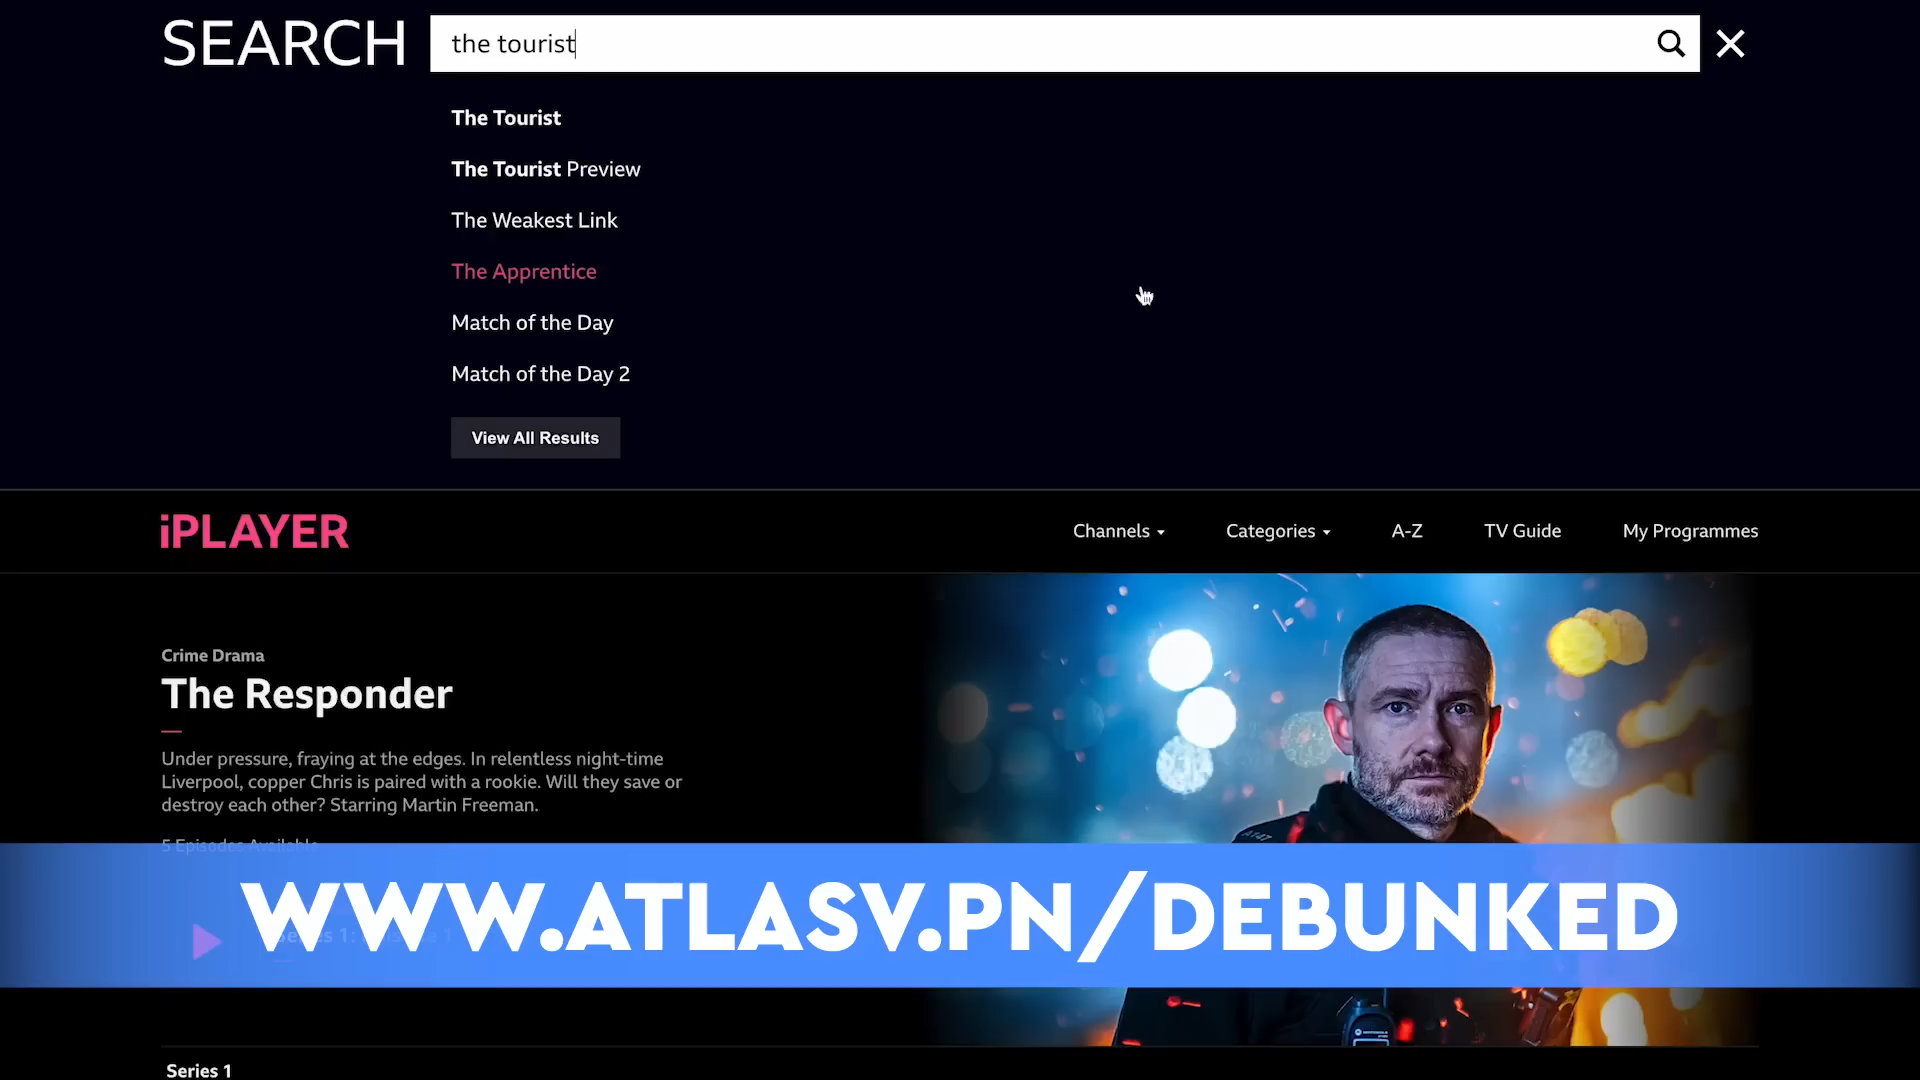 SEARCH
the tourist
The Tourist
The Tourist Preview
The Weakest Link
The Apprentice
Match of the Day
Match of the Day 2
View All Results
iPLAYER
Channels
Categories
A-Z
TV Guide
My Programmes
Crime Drama
The Responder
Under pressure, fraying at the edges. In relentless night-time
Liverpool, copper Chris is paired with a rookie. Will they save or
destroy each other? Starring Martin Freeman.
5 Episodes Available
WWW.ATLASV.PN/DEBUNKED
Series 1